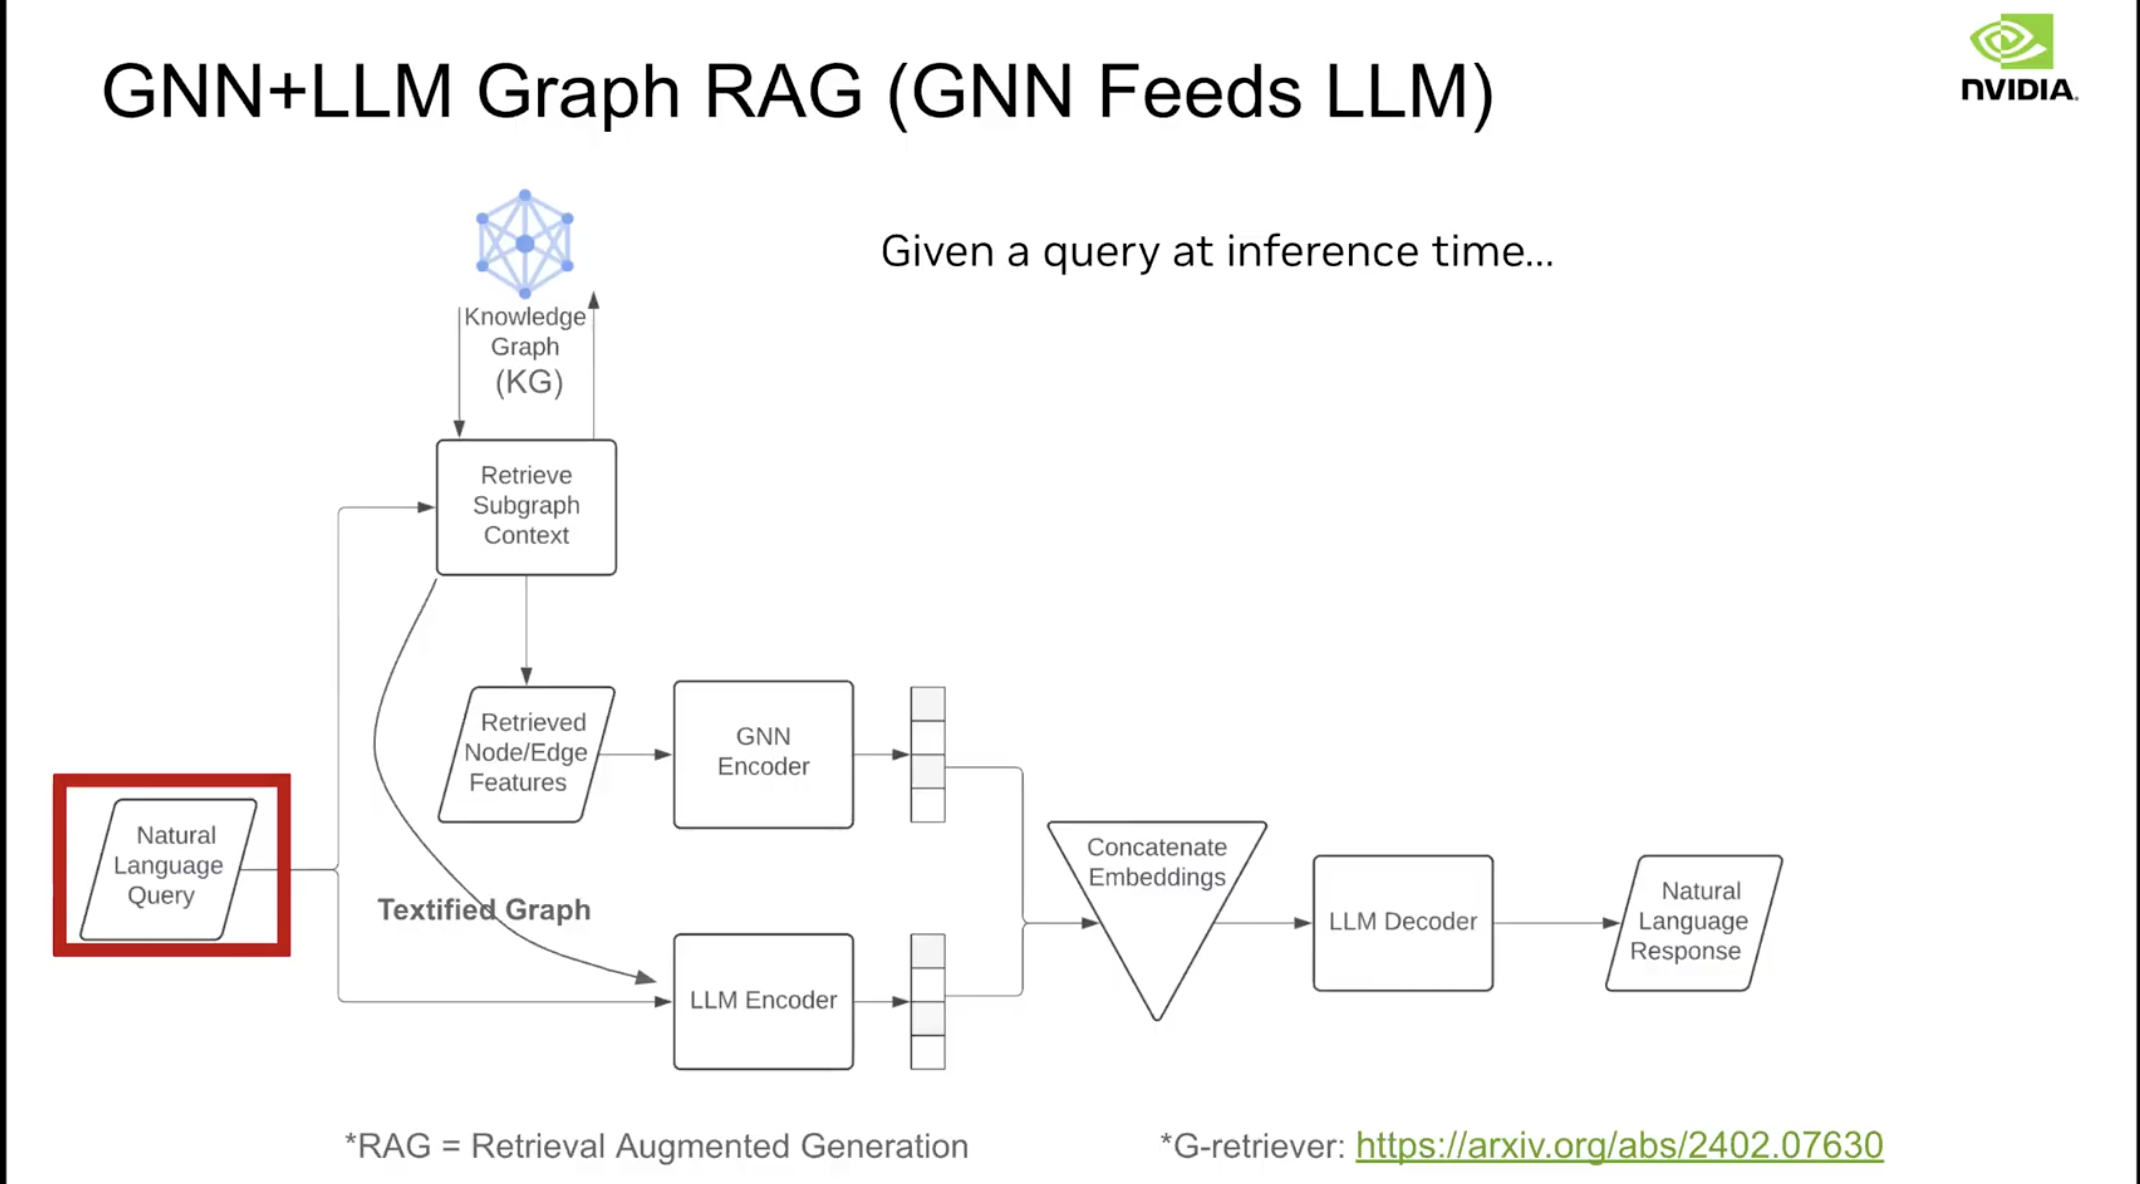 GNN+LLM Graph RAG (GNN Feeds LLM)
NVIDIA.
Given a query at inference time...
Knowledge
Graph
(KG)
Retrieve
Subgraph
Context
Retrieved
Node/Edge
Features
GNN
Encoder
Natural
Language
Query
Textified Graph
LLM Encoder
Concatenate
Embeddings
LLM Decoder
Natural
Language
Response
*RAG = Retrieval Augmented Generation
*G-retriever: https://arxiv.org/abs/2402.07630